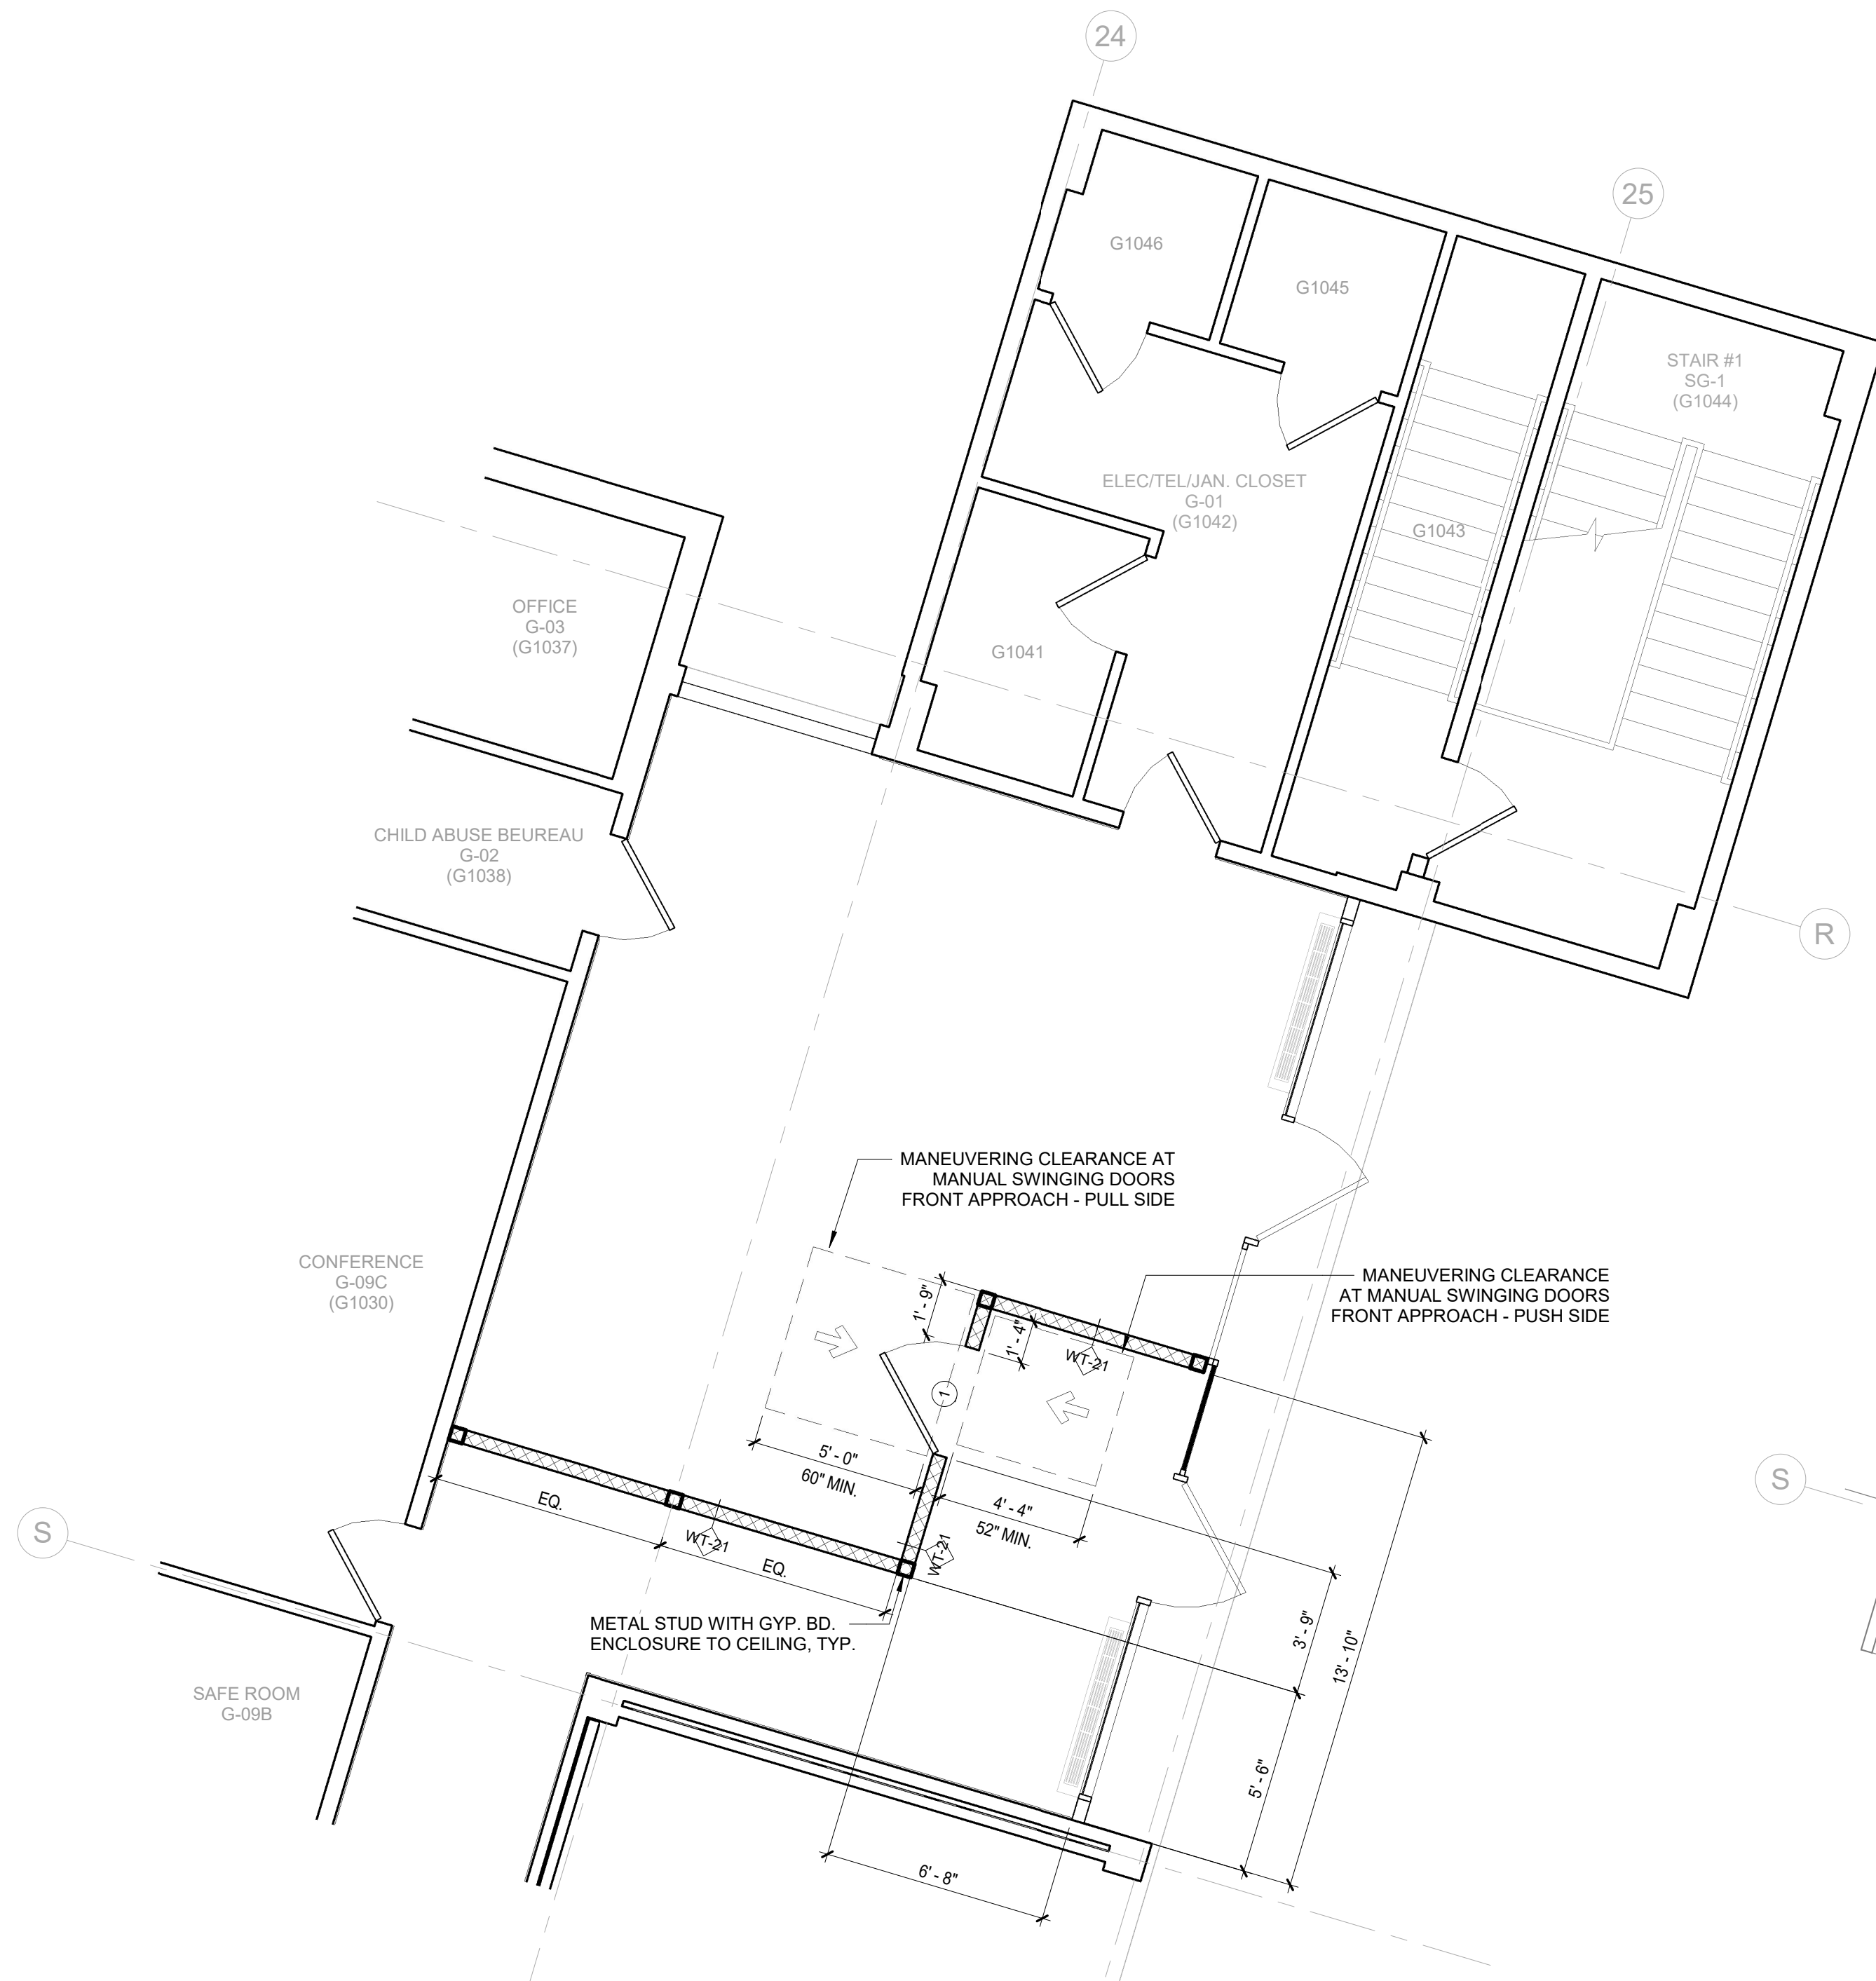 24
25
G1046
G1045
STAIR #1
SG-1
(G1044)
ELEC/TEL/JAN. CLOSET
G-01
(G1042)
G1043
OFFICE
G-03
(G1037)
G1041
CHILD ABUSE BEUREAU
G-02
(G1038)
R
MANEUVERING CLEARANCE AT
MANUAL SWINGING DOORS
FRONT APPROACH - PULL SIDE
CONFERENCE
G-09C
(G1030)
MANEUVERING CLEARANCE
AT MANUAL SWINGING DOORS
FRONT APPROACH - PUSH SIDE
1' - 9"
1' - 4"
WT-21
1
5' - 0"
60" MIN.
4' - 4"
52" MIN.
S
S
EQ.
WT-21
EQ.
WT-21
METAL STUD WITH GYP. BD.
ENCLOSURE TO CEILING, TYP.
3' - 9"
13' - 10"
SAFE ROOM
G-09B
5' - 6"
6' - 8"